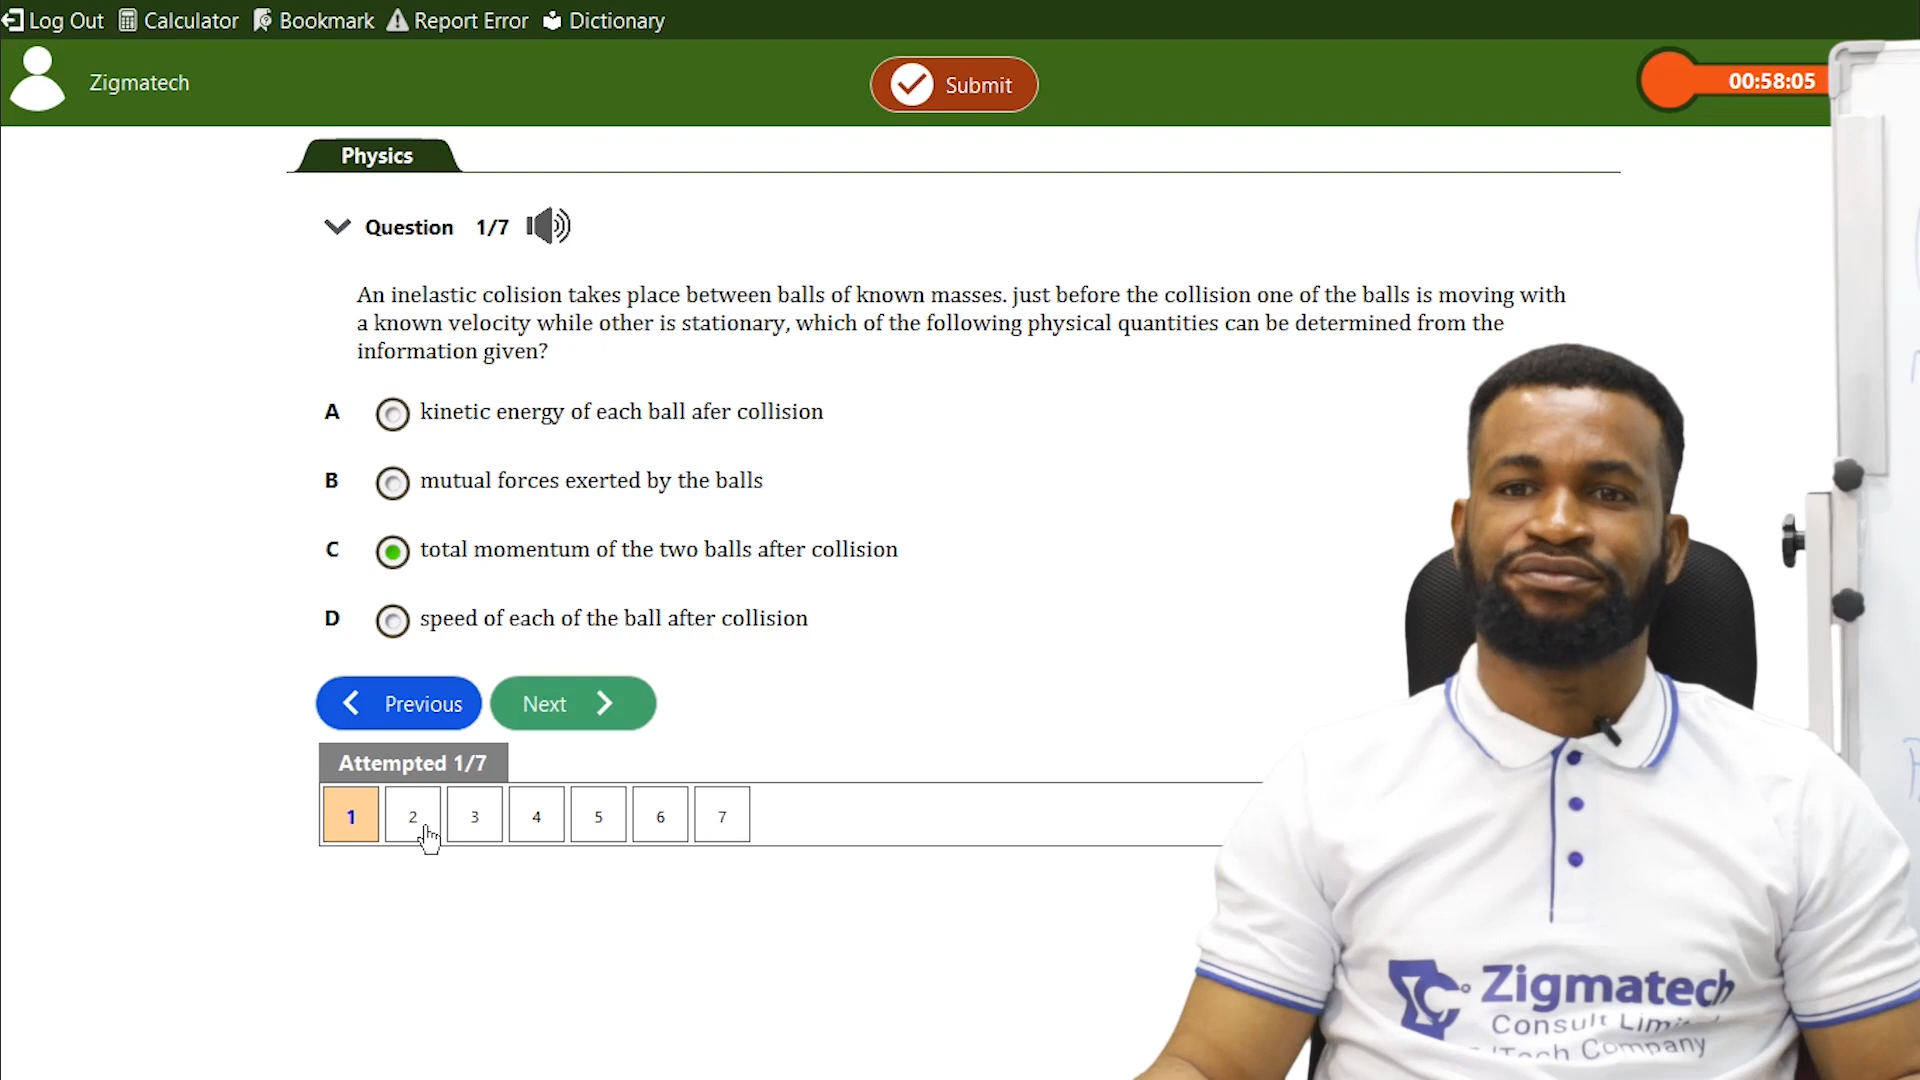 Log Out Calculator Bookmark Report Error Dictionary
Zigmatech
Submit
00:58:05
Physics
Question 1/7
An inelastic colision takes place between balls of known masses. just before the collision one of the balls is moving with
a known velocity while other is stationary, which of the following physical quantities can be determined from the
information given?
A kinetic energy of each ball afer collision
B mutual forces exerted by the balls
C total momentum of the two balls after collision
D speed of each of the ball after collision
Previous Next
Attempted 1/7
1 2 3 4 5 6 7
Zigmatech
Consult
Company